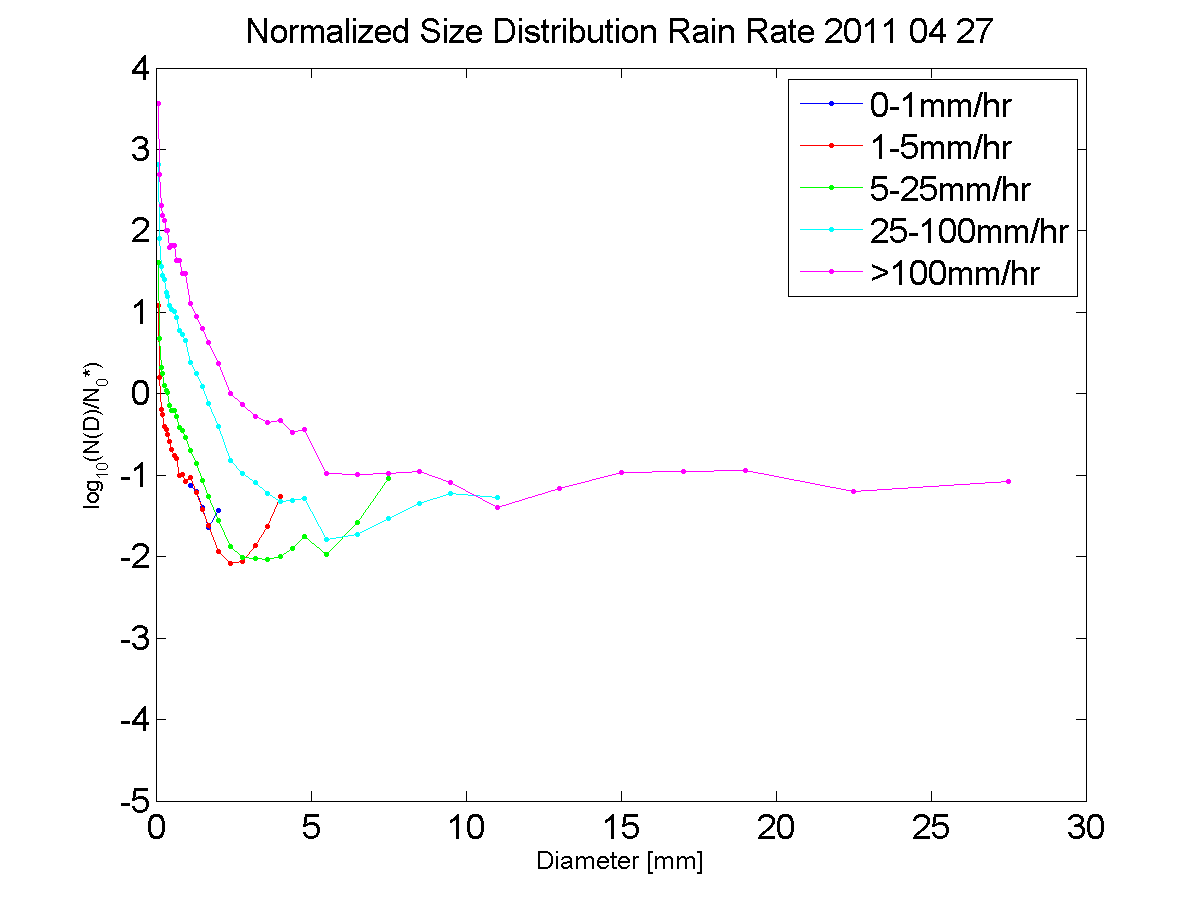 Normalized Size Distribution Rain Rate 2011 04 27
4
3
2
1
0
-1
-2
-3
-4
-5
log10(N(D)/N0*)
0-1mm/hr
1-5mm/hr
5-25mm/hr
25-100mm/hr
>100mm/hr
0 5 10 15 20 25 30
Diameter [mm]